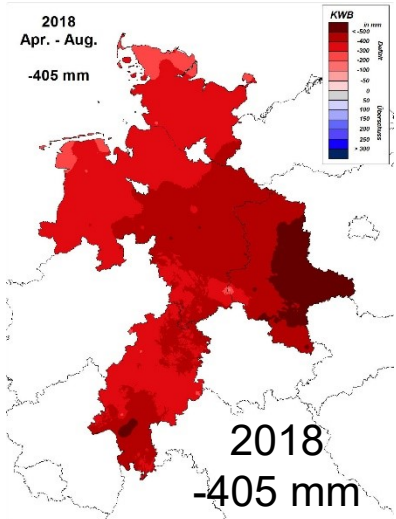 2018
Apr. - Aug.
-405 mm
KWB
in mm
< -500
-400
-300
-200
-100
-50
0
50
100
150
200
250
+ 300
Defizit
Überschuss
2018
-405 mm